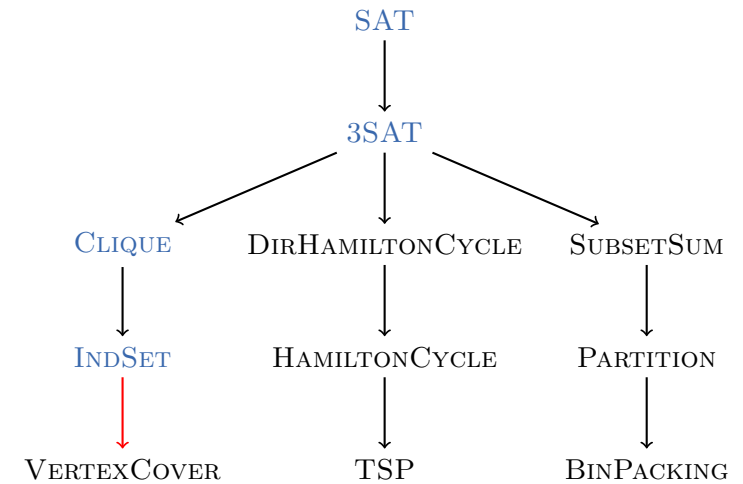 SAT
3SAT
CLIQUE DIRHAMILTONCYCLE SUBSETSUM
INDSET HAMILTONCYCLE PARTITION
VERTEXCOVER TSP BINPACKING